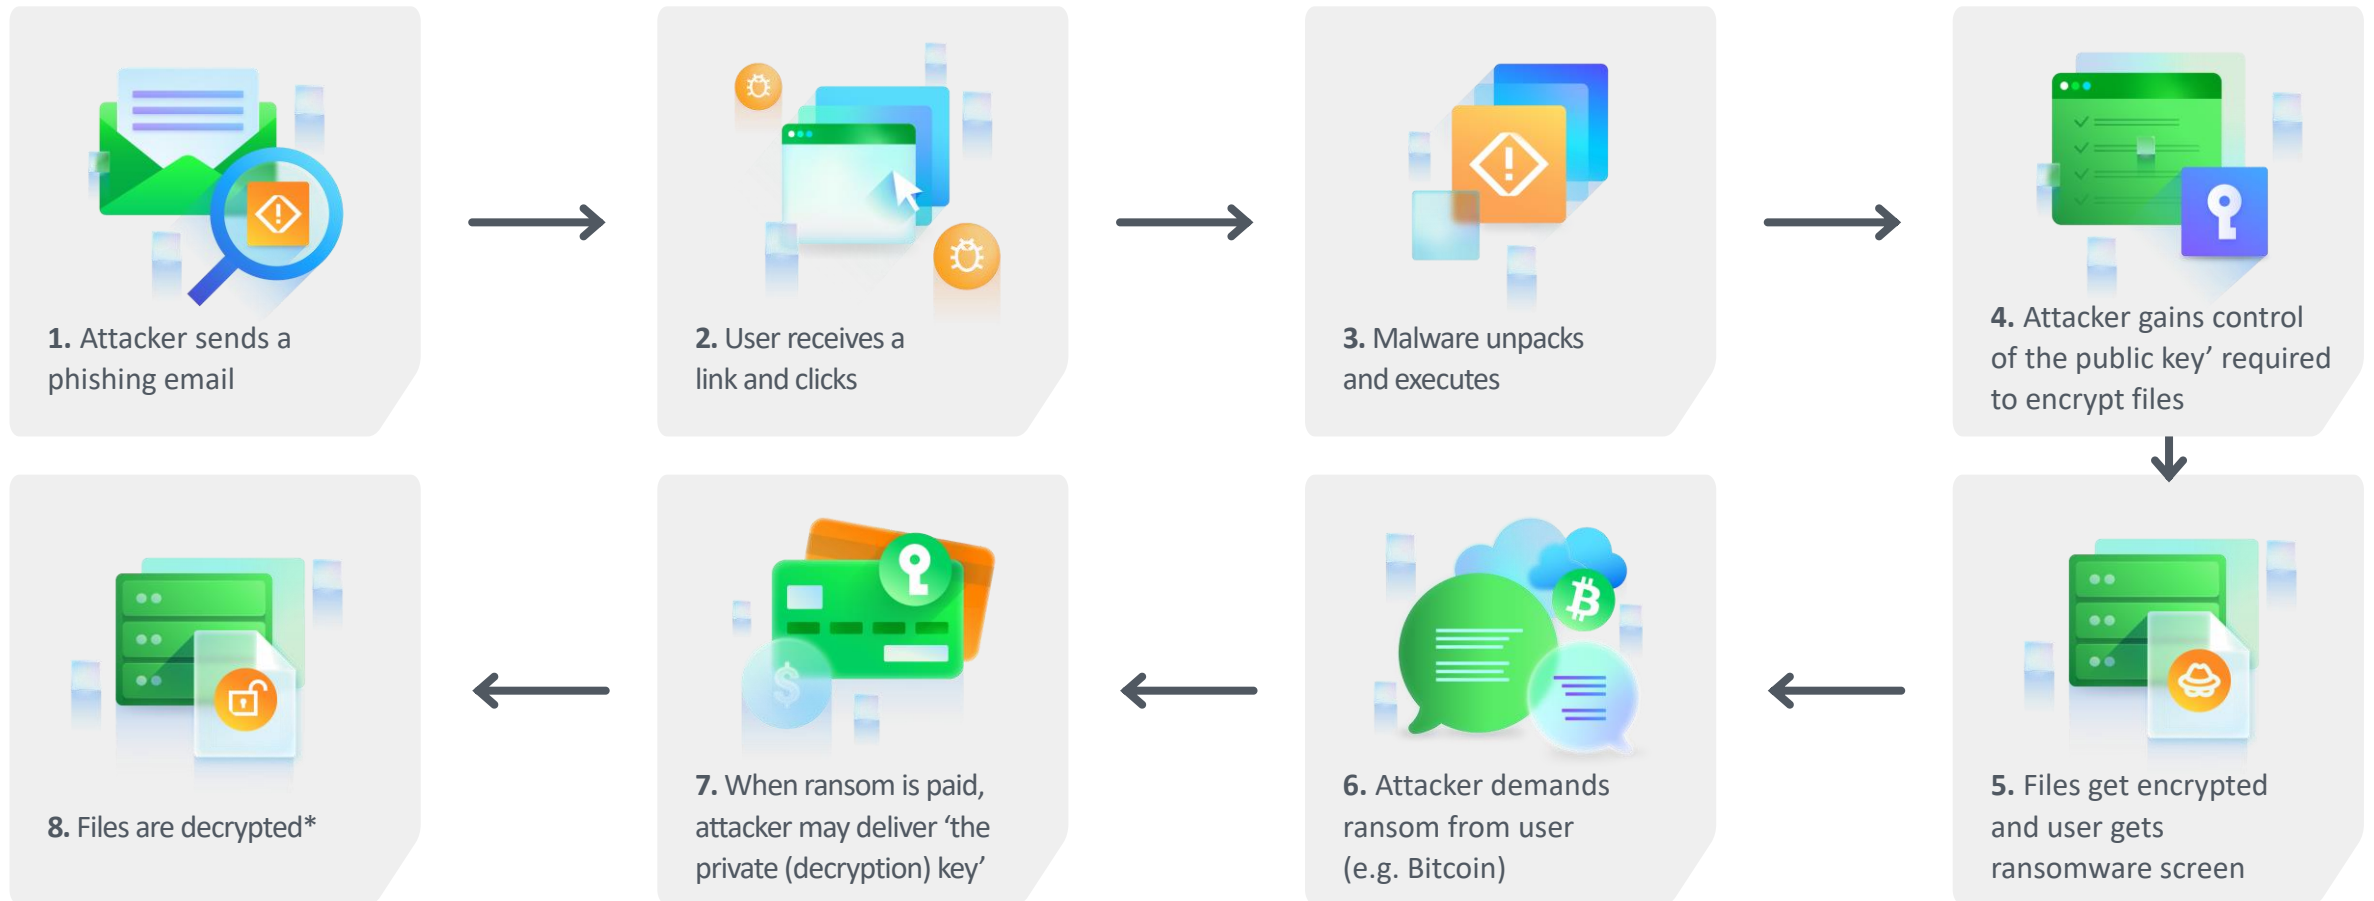 1. Attacker sends a
phishing email
2. User receives a
link and clicks
3. Malware unpacks
and executes
4. Attacker gains control
of the public key’ required
to encrypt files
5. Files get encrypted
and user gets
ransomware screen
6. Attacker demands
ransom from user
(e.g. Bitcoin)
7. When ransom is paid,
attacker may deliver ‘the
private (decryption) key’
8. Files are decrypted*